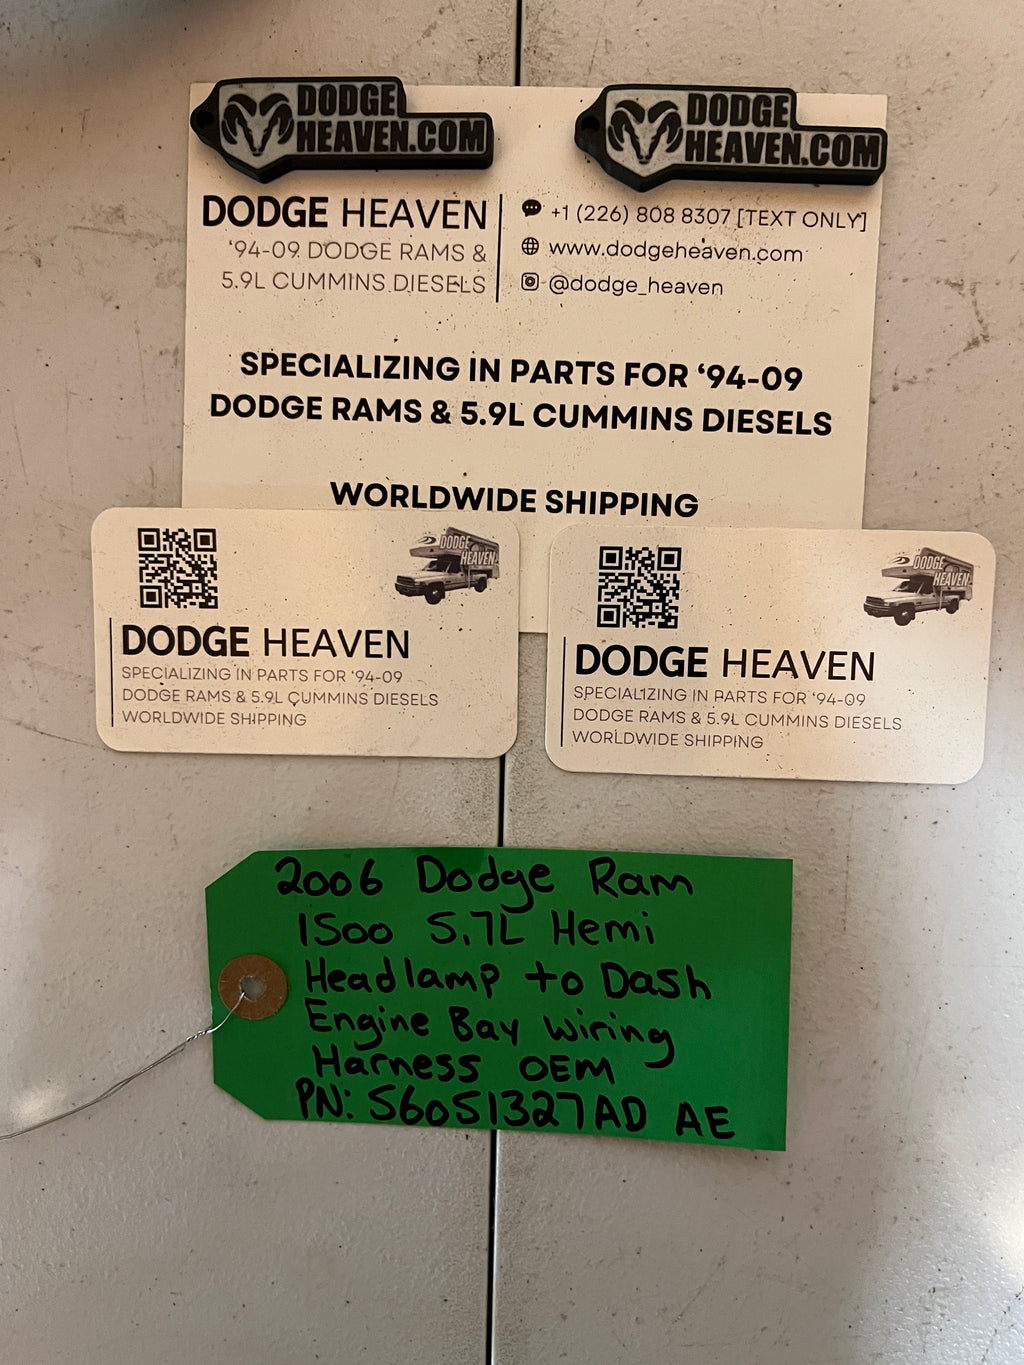 DODGE
HEAVEN.COM
DODGE
HEAVEN.COM
DODGE HEAVEN
'94-09 DODGE RAMS &
5.9L CUMMINS DIESELS
+1 (226) 808 8307 [TEXT ONLY]
www.dodgeheaven.com
@dodge_heaven
SPECIALIZING IN PARTS FOR '94-09
DODGE RAMS & 5.9L CUMMINS DIESELS
WORLDWIDE SHIPPING
DODGE
HEAVEN
DODGE HEAVEN
SPECIALIZING IN PARTS FOR '94-09
DODGE RAMS & 5.9L CUMMINS DIESELS
WORLDWIDE SHIPPING
DODGE
HEAVEN
DODGE HEAVEN
SPECIALIZING IN PARTS FOR '94-09
DODGE RAMS & 5.9L CUMMINS DIESELS
WORLDWIDE SHIPPING
2006 Dodge Ram
1500 5.7L Hemi
Headlamp to Dash
Engine Bay Wiring
Harness OEM
PN: 56051327AD AE